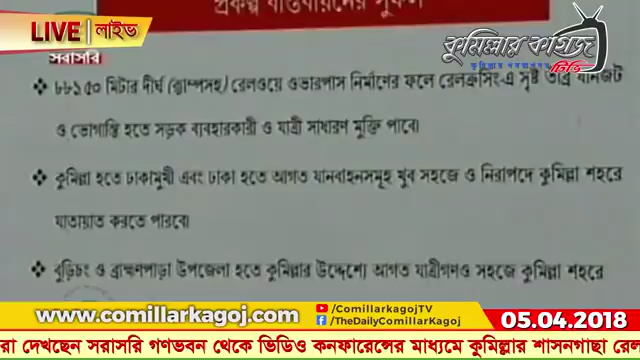 প্রকল্প বাস্তবায়নের সুফল
LIVE লাইভ
সরাসরি
কুমিল্লার কাগজ
টিভি
❖ ৮৮১.৫০ মিটার দীর্ঘ (র‌্যাম্পসহ) রেলওয়ে ওভারপাস নির্মাণের ফলে রেলক্রসিং-এ সৃষ্ট তীব্র যানজট
ও ভোগান্তি হতে সড়ক ব্যবহারকারী ও যাত্রী সাধারণ মুক্তি পাবে।
❖ কুমিল্লা হতে ঢাকামুখী এবং ঢাকা হতে আগত যানবাহনসমূহ খুব সহজে ও নিরাপদে কুমিল্লা শহরে
যাতায়াত করতে পারবে।
❖ বুড়িচং ও ব্রাহ্মণপাড়া উপজেলা হতে কুমিল্লার উদ্দেশ্যে আগত যাত্রীগণও সহজে কুমিল্লা শহরে
www.comillarkagoj.com
/ComillarkagojTV
/TheDailyComillarKagoj
05.04.2018
রা দেখছেন সরাসরি গণভবন থেকে ভিডিও কনফারেন্সের মাধ্যমে কুমিল্লার শাসনগাছা রেল